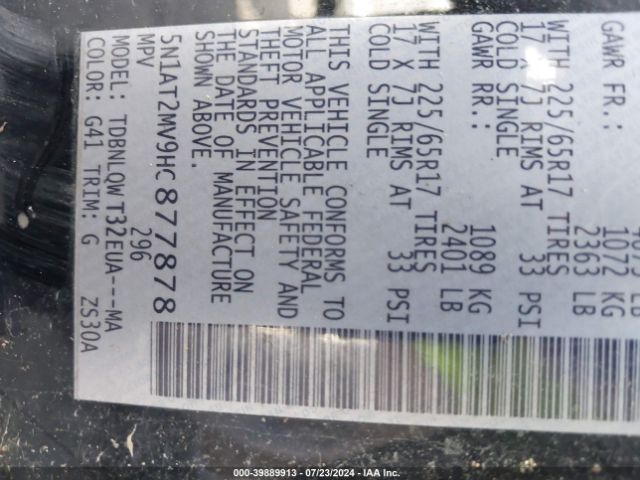 GAWR FR.: 1072 KG
2363 LB
WITH 225/65R17 TIRES
17 X 7J RIMS AT 33 PSI
COLD SINGLE
GAWR RR.: 1089 KG
2401 LB
WITH 225/65R17 TIRES
17 X 7J RIMS AT 33 PSI
COLD SINGLE
THIS VEHICLE CONFORMS TO
ALL APPLICABLE FEDERAL
MOTOR VEHICLE SAFETY AND
THEFT PREVENTION
STANDARDS IN EFFECT ON
THE DATE OF MANUFACTURE
SHOWN ABOVE.
5N1AT2MV9HC877878
MPV 296
MODEL: TDBNLQW T32EUA---MA
COLOR: G41 TRIM: G ZS30A
000-39889913 - 07/23/2024 - IAA Inc.